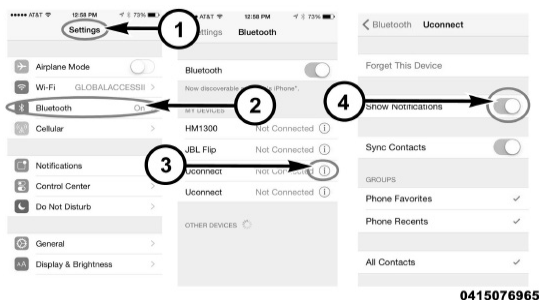 ●●●●● AT&T 12:58 PM 73%
Settings
1
Airplane Mode
Wi-Fi GLOBALACCESSII
Bluetooth On
2
Cellular
Notifications
Control Center
Do Not Disturb
General
AA Display & Brightness
AT&T 12:58 PM 73%
ettings Bluetooth
Bluetooth
Now discoverable iPhone".
MY DEVICES
HM1300 Not Connected i
JBL Flip Not Connected i
3
Uconnect Not Connected i
Uconnect Not Connected i
OTHER DEVICES
Bluetooth Uconnect
Forget This Device
4
Show Notifications
Sync Contacts
GROUPS
Phone Favorites
Phone Recents
All Contacts
0415076965